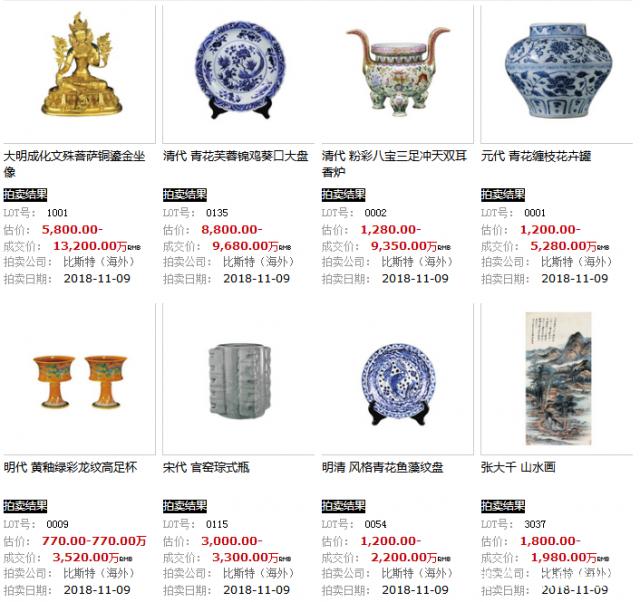 大明成化文殊菩萨铜鎏金坐像
拍卖结果
LOT号： 1001
估价： 5,800.00-
成交价： 13,200.00万RMB
拍卖公司： 比斯特（海外）
拍卖日期： 2018-11-09
清代 青花芙蓉锦鸡葵口大盘
拍卖结果
LOT号： 0135
估价： 8,800.00-
成交价： 9,680.00万RMB
拍卖公司： 比斯特（海外）
拍卖日期： 2018-11-09
清代 粉彩八宝三足冲天双耳香炉
拍卖结果
LOT号： 0002
估价： 1,280.00-
成交价： 9,350.00万RMB
拍卖公司： 比斯特（海外）
拍卖日期： 2018-11-09
元代 青花缠枝花卉罐
拍卖结果
LOT号： 0001
估价： 1,200.00-
成交价： 5,280.00万RMB
拍卖公司： 比斯特（海外）
拍卖日期： 2018-11-09
明代 黄釉绿彩龙纹高足杯
拍卖结果
LOT号： 0009
估价： 770.00-770.00万
成交价： 3,520.00万RMB
拍卖公司： 比斯特（海外）
拍卖日期： 2018-11-09
宋代 官窑琮式瓶
拍卖结果
LOT号： 0115
估价： 3,000.00-
成交价： 3,300.00万RMB
拍卖公司： 比斯特（海外）
拍卖日期： 2018-11-09
明清 风格青花鱼藻纹盘
拍卖结果
LOT号： 0054
估价： 1,200.00-
成交价： 2,200.00万RMB
拍卖公司： 比斯特（海外）
拍卖日期： 2018-11-09
张大千 山水画
拍卖结果
LOT号： 3037
估价： 1,800.00-
成交价： 1,980.00万RMB
拍卖公司： 比斯特（海外）
拍卖日期： 2018-11-09